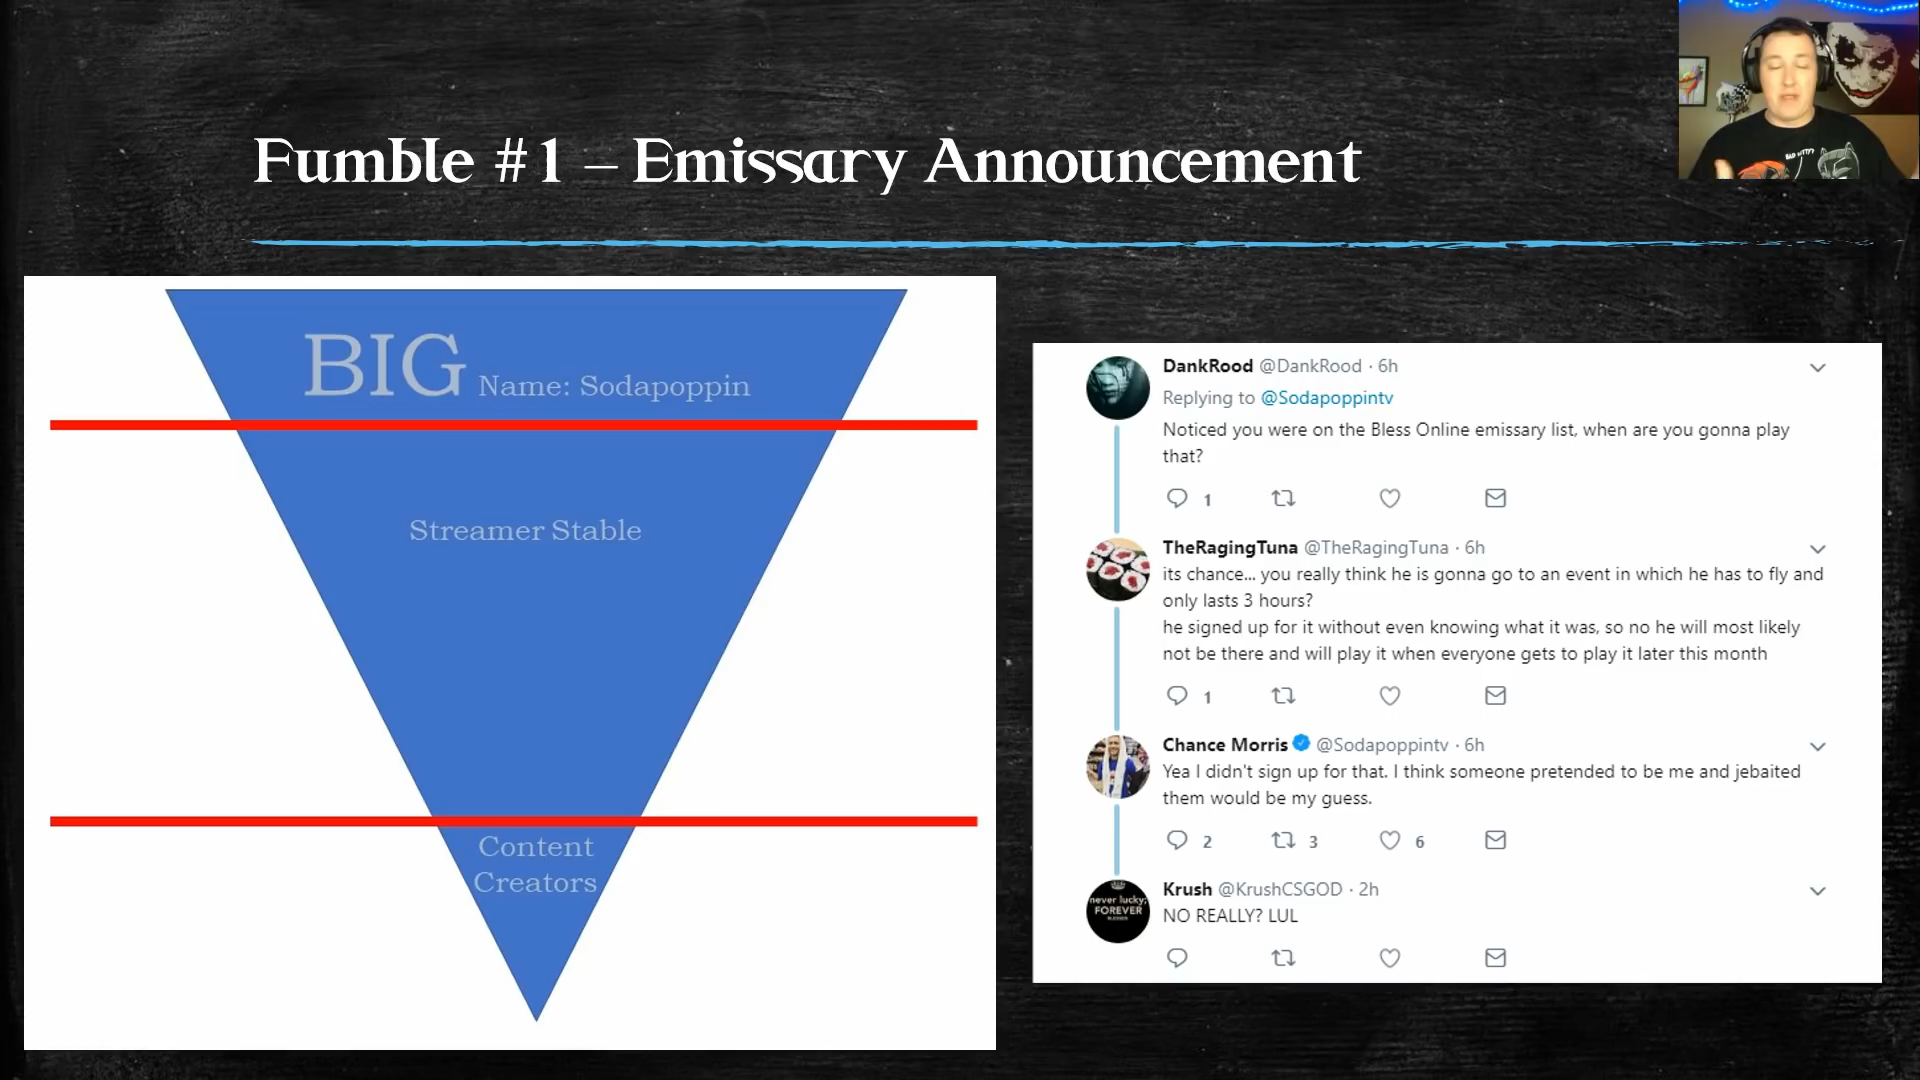 Fumble #1 – Emissary Announcement
BIG Name: Sodapoppin
Streamer Stable
Content
Creators
DankRood @DankRood · 6h
Replying to @Sodapoppintv
Noticed you were on the Bless Online emissary list, when are you gonna play
that?
1
TheRagingTuna @TheRagingTuna · 6h
its chance... you really think he is gonna go to an event in which he has to fly and
only lasts 3 hours?
he signed up for it without even knowing what it was, so no he will most likely
not be there and will play it when everyone gets to play it later this month
1
Chance Morris @Sodapoppintv · 6h
Yea I didn't sign up for that. I think someone pretended to be me and jebaited
them would be my guess.
2 3 6
never lucky;
FOREVER
Krush @KrushCSGOD · 2h
NO REALLY? LUL